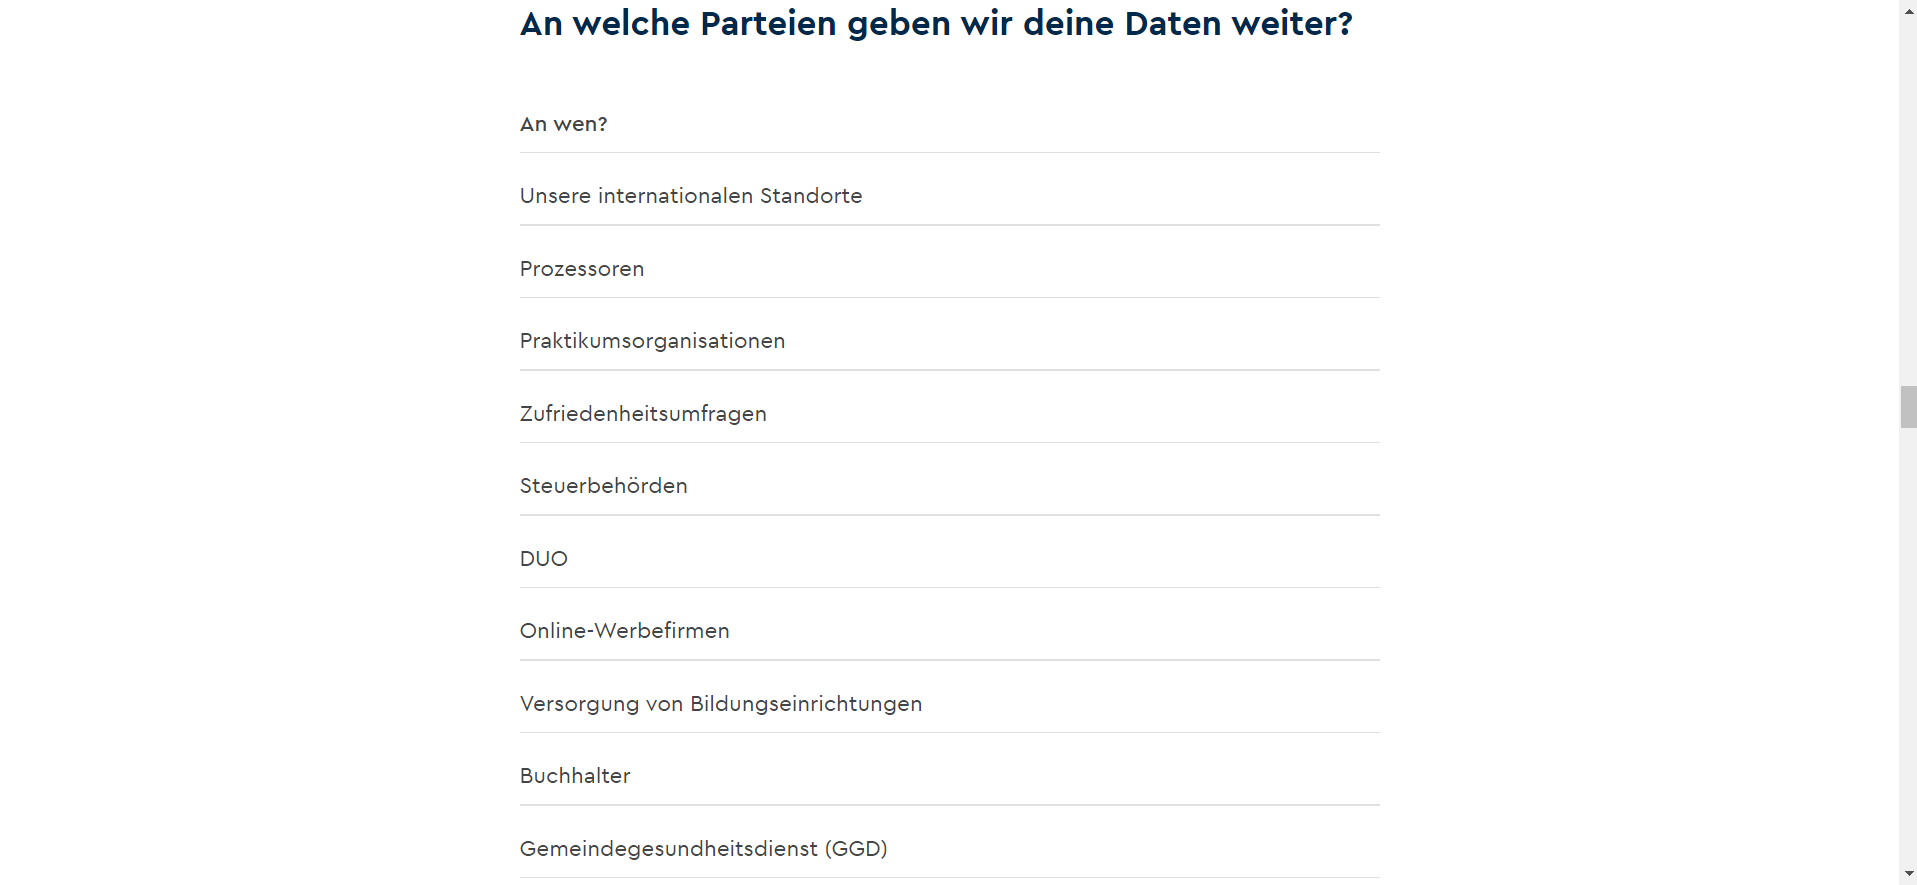 An welche Parteien geben wir deine Daten weiter?
An wen?
Unsere internationalen Standorte
Prozessoren
Praktikumsorganisationen
Zufriedenheitsumfragen
Steuerbehörden
DUO
Online-Werbefirmen
Versorgung von Bildungseinrichtungen
Buchhalter
Gemeindegesundheitsdienst (GGD)